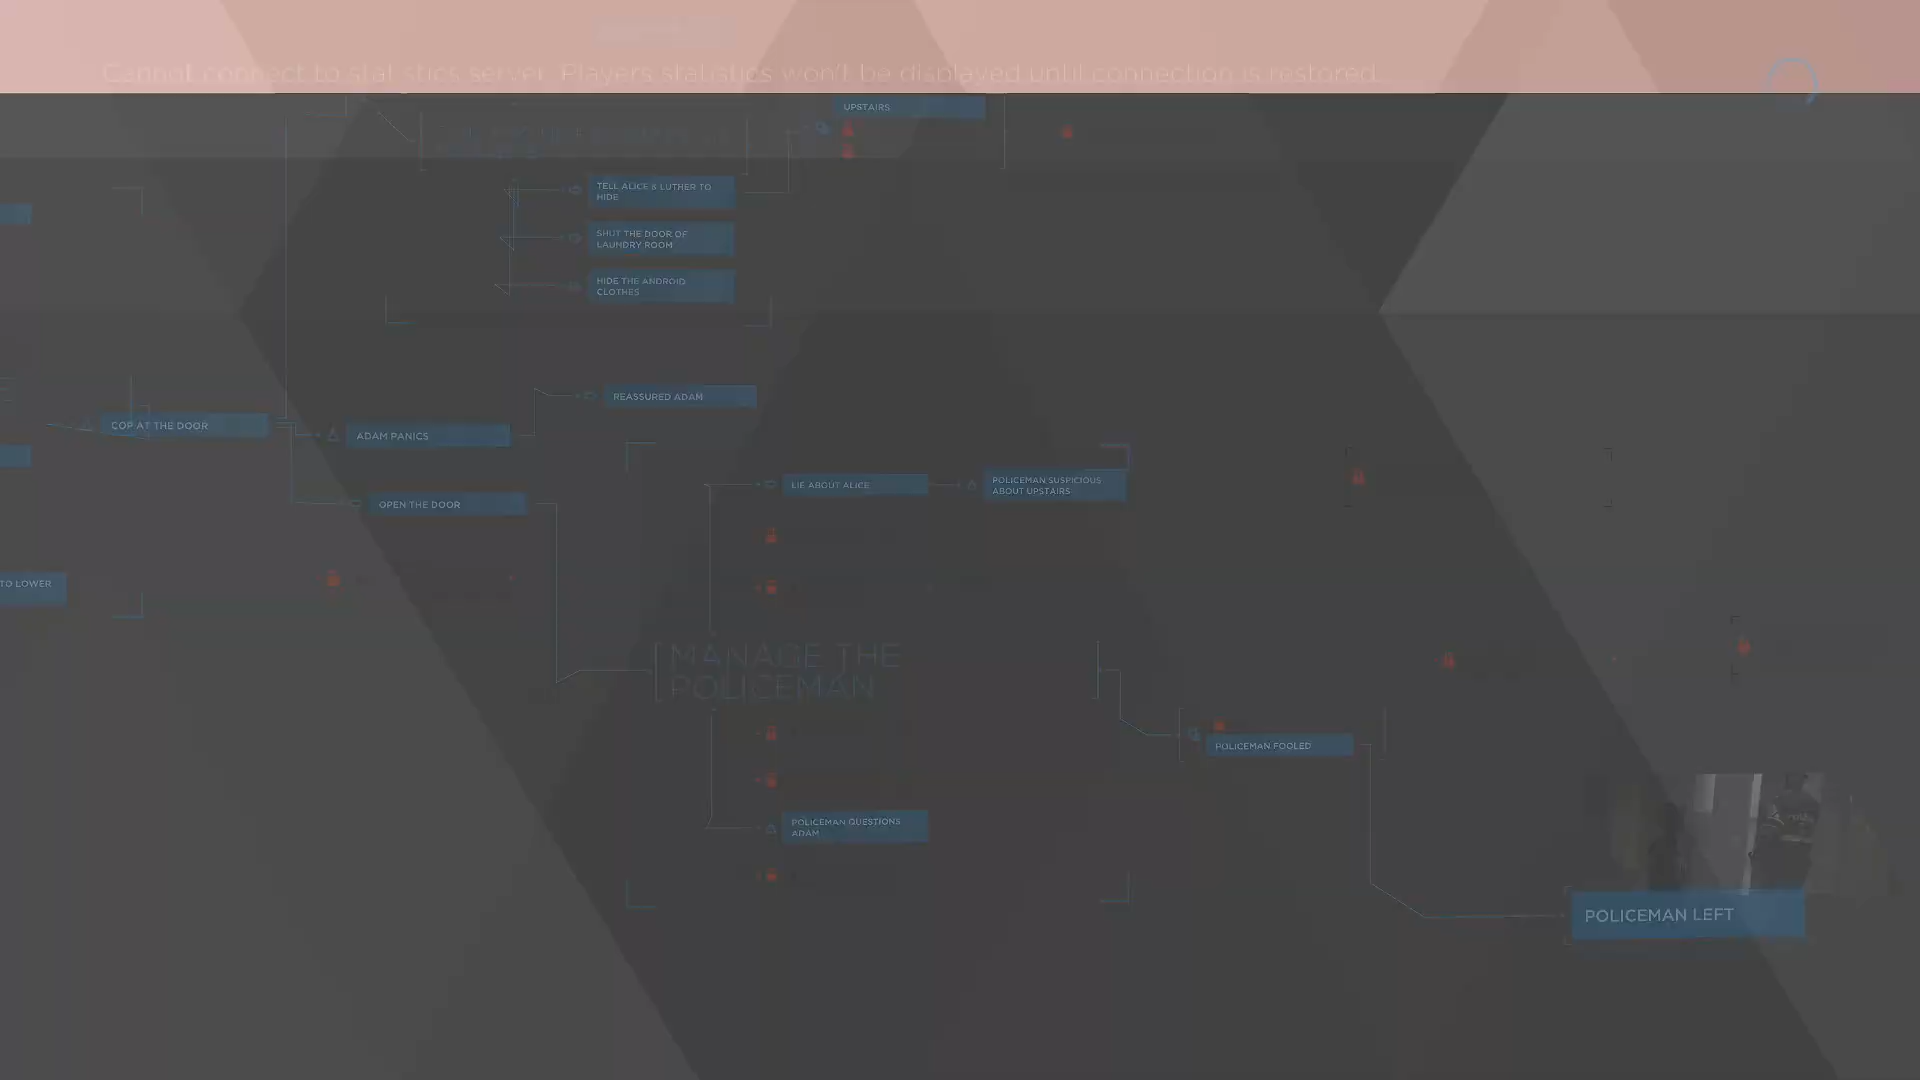 Cannot connect to statistics server. Players statistics won't be displayed until connection is restored.
UPSTAIRS
TELL ALICE & LUTHER TO
HIDE
SHUT THE DOOR OF
LAUNDRY ROOM
HIDE THE ANDROID
CLOTHES
REASSURED ADAM
COP AT THE DOOR
ADAM PANICS
LIE ABOUT ALICE
POLICEMAN SUSPICIOUS
ABOUT UPSTAIRS
OPEN THE DOOR
TO LOWER
MANAGE THE
POLICEMAN
POLICEMAN FOOLED
POLICEMAN QUESTIONS
ADAM
POLICEMAN LEFT